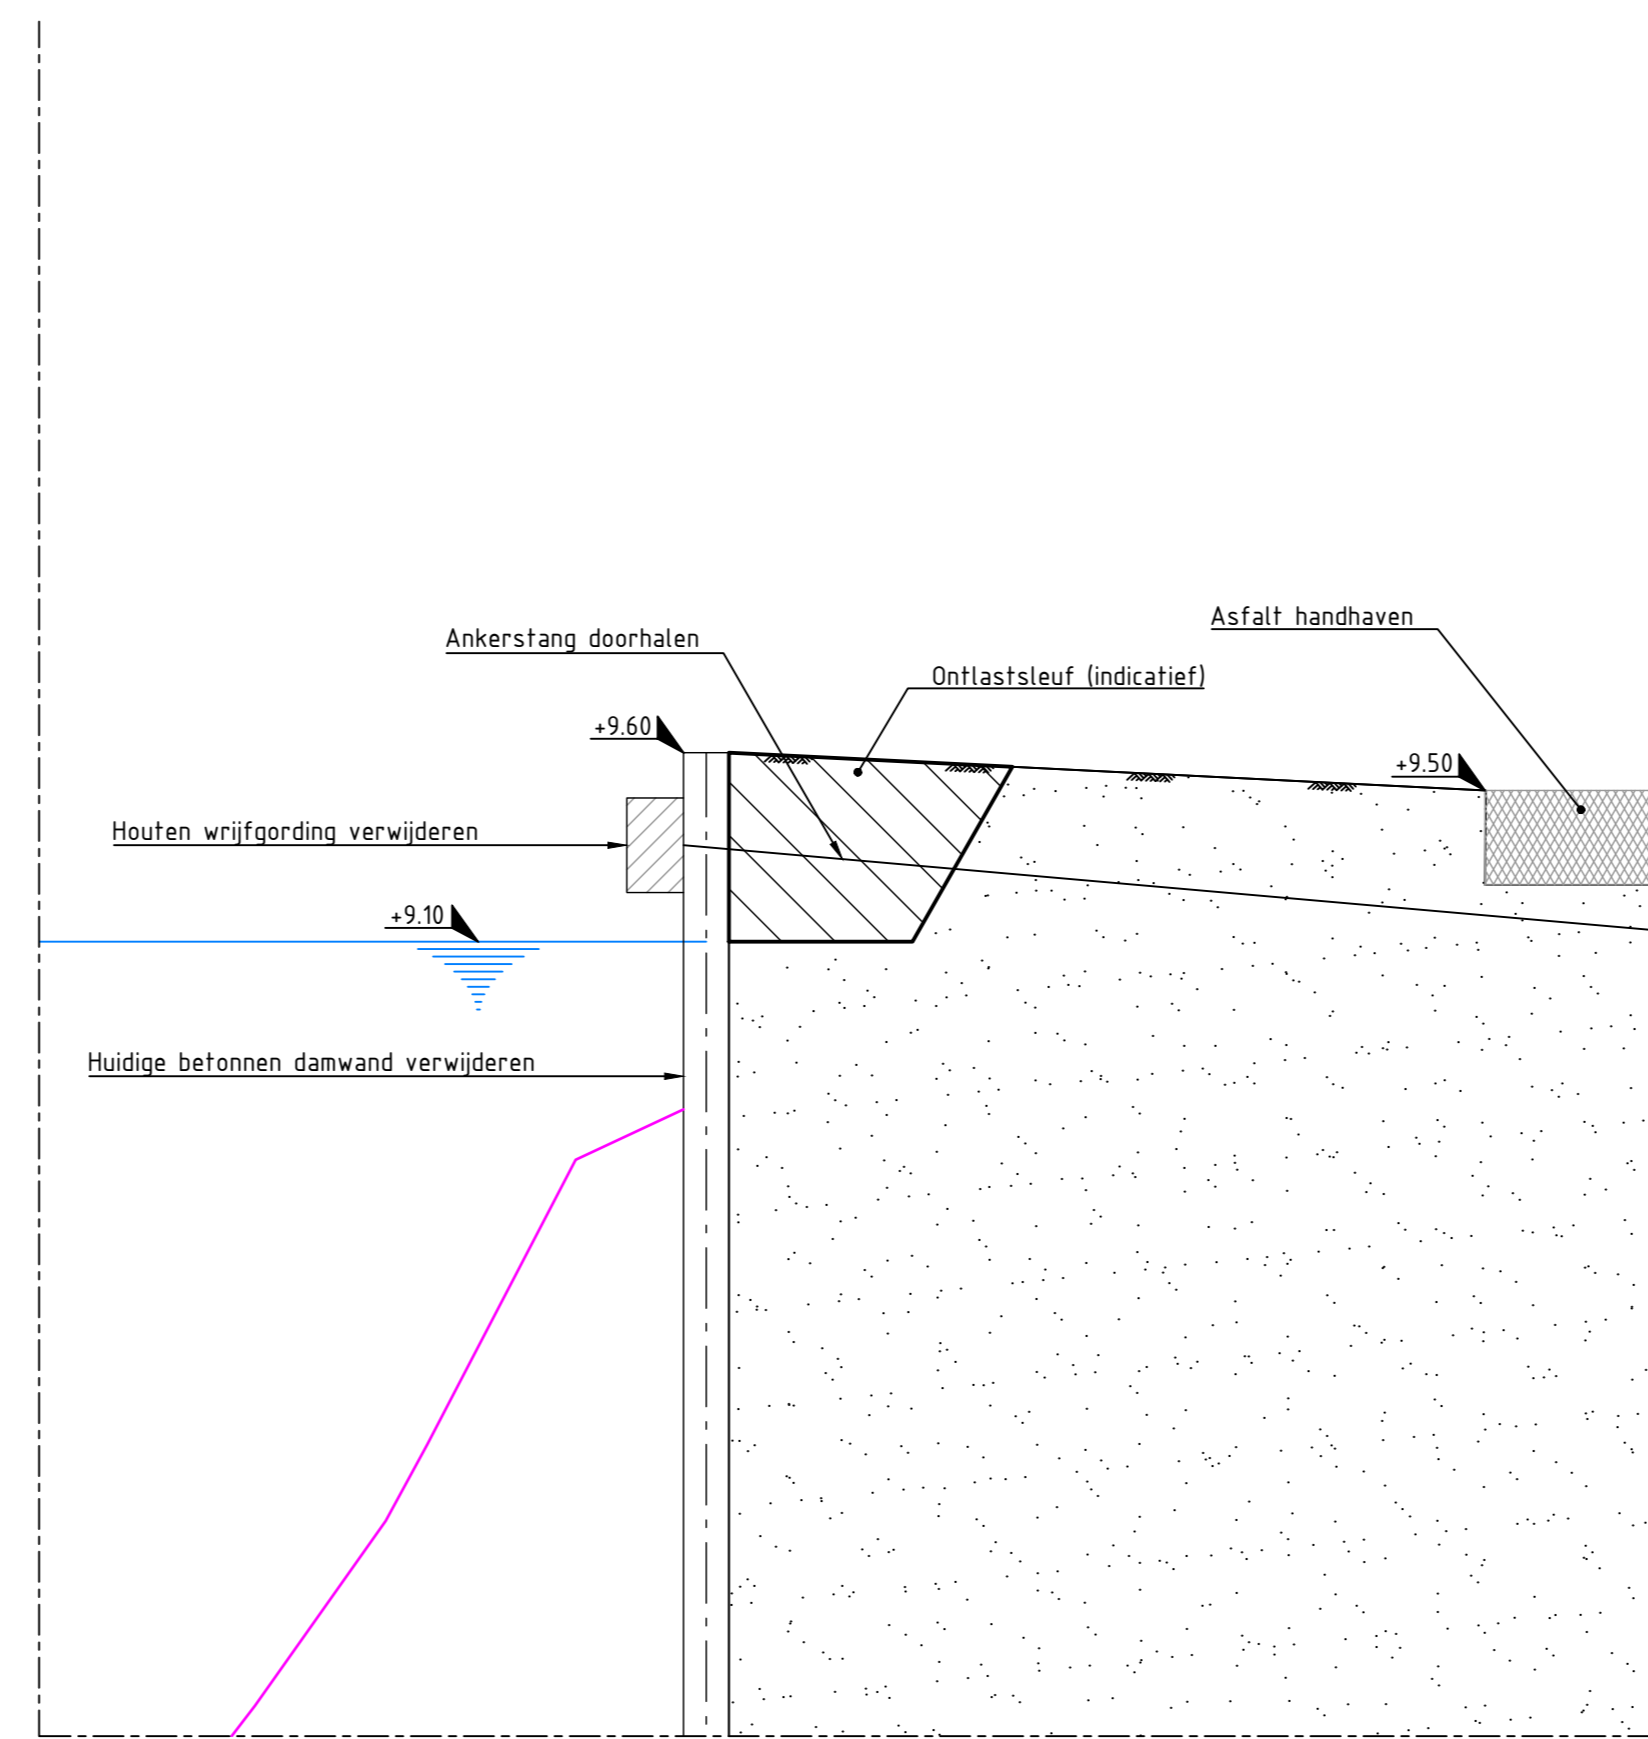 Asfalt handhaven
Ankerstang doorhalen
Ontlastsleuf (indicatief)
+9.60
+9.50
Houten wrijfgording verwijderen
+9.10
Huidige betonnen damwand verwijderen